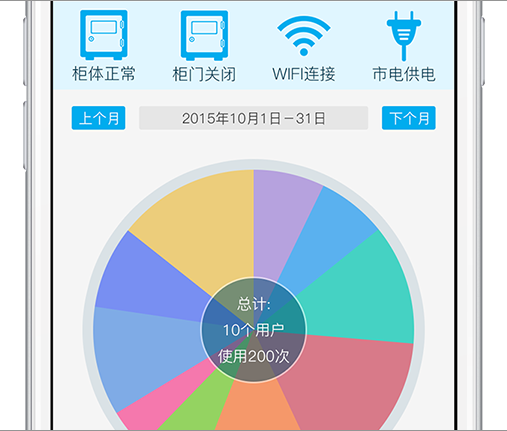 柜体正常 柜门关闭 WIFI连接 市电供电
上个月 2015年10月1日－31日 下个月
总计:
10个用户
使用200次